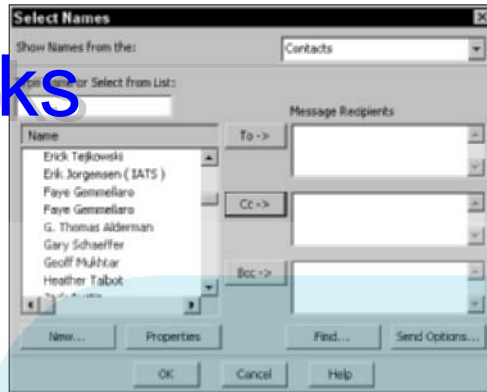 Select Names
Show Names from the:
Contacts
ks
Type Name or Select from List:
Message Recipients
Name
To ->
Erick Tejkowski
Erik Jorgensen ( IATS )
Faye Gemmellaro
Cc ->
Faye Gemmellaro
G. Thomas Alderman
Gary Schaeffer
Geoff Mukhtar
Bcc ->
Heather Talbot
New...
Properties
Find...
Send Options...
OK
Cancel
Help